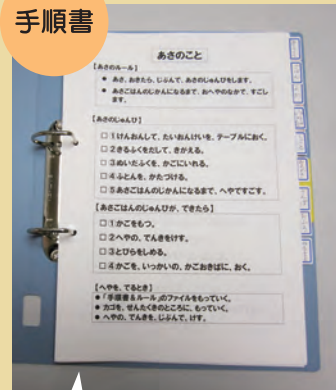 手順書
あさのこと
【あさのルール】
● あさ、おきたら、じぶんで、あさのじゅんびをします。
● あさごはんのじかんになるまで、おへやのなかで、すごし
ます。
【あさのじゅんび】
□ 1けんおんして、たいおんけいを、テーブルにおく。
□ 2きるふくをだして、きがえる。
□ 3ぬいだふくを、かごにいれる。
□ 4ふとんを、かたづける。
□ 5あさごはんのじかんになるまで、へやですごす。
【あさごはんのじゅんびが、できたら】
□ 1かごをもつ。
□ 2へやの、でんきをけす。
□ 3とびらをしめる。
□ 4かごを、いっかいの、かごおきばに、おく。
【へやを、でるとき】
● 「手順書&ルール」のファイルをもっていく。
● カゴを、せんたくきのところに、もっていく。
● へやの、でんきを、じぶんで、けす。